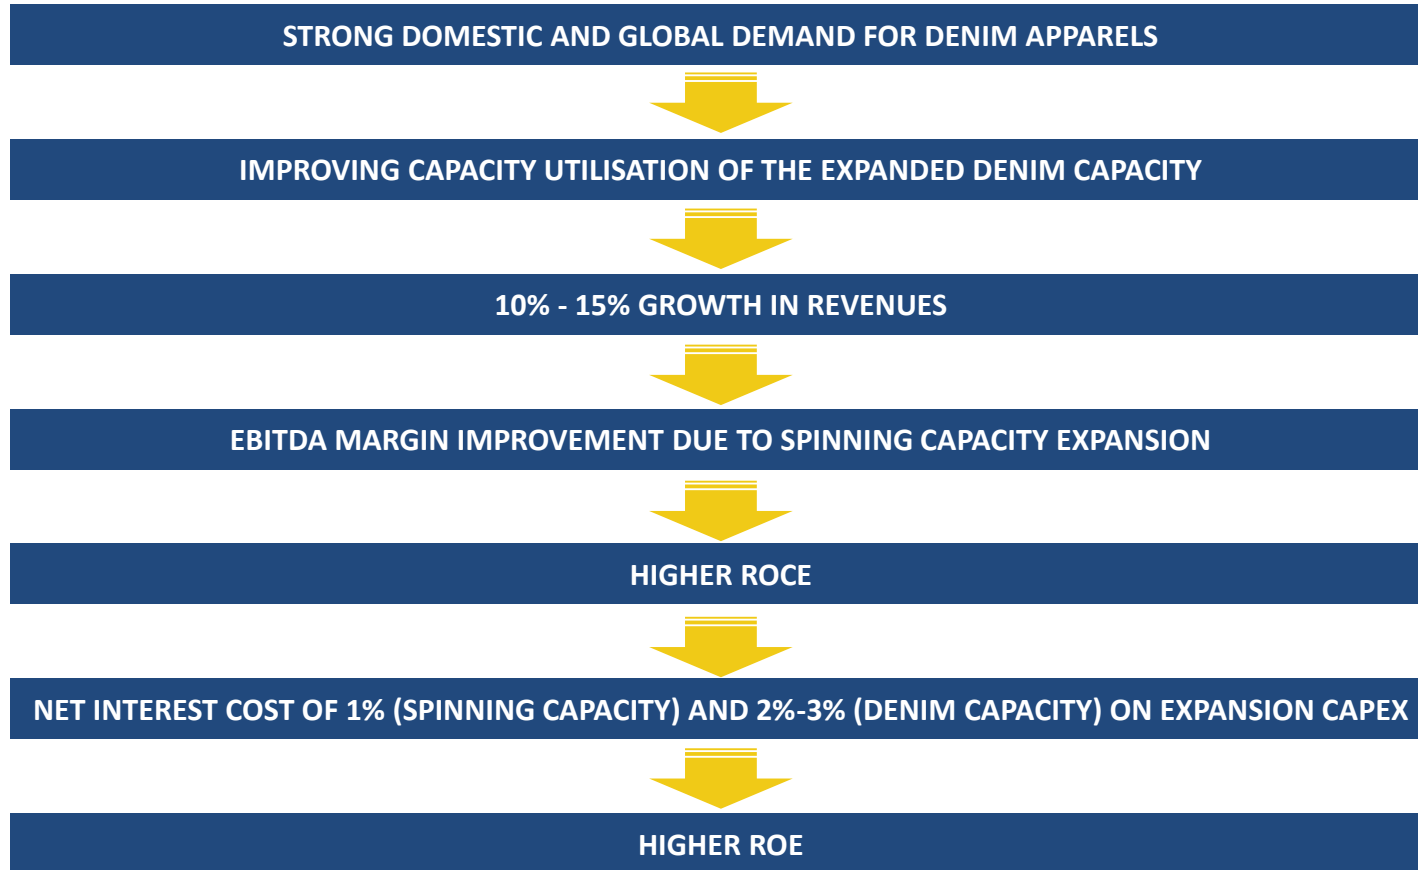 STRONG DOMESTIC AND GLOBAL DEMAND FOR DENIM APPARELS
IMPROVING CAPACITY UTILISATION OF THE EXPANDED DENIM CAPACITY
10% - 15% GROWTH IN REVENUES
EBITDA MARGIN IMPROVEMENT DUE TO SPINNING CAPACITY EXPANSION
HIGHER ROCE
NET INTEREST COST OF 1% (SPINNING CAPACITY) AND 2%-3% (DENIM CAPACITY) ON EXPANSION CAPEX
HIGHER ROE